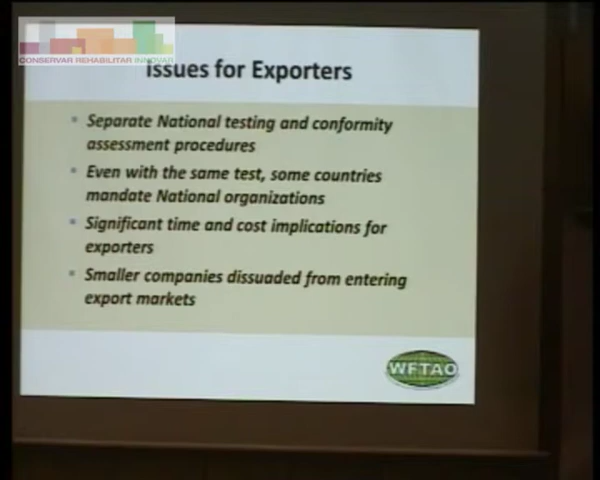 CONSERVAR REHABILITAR INNOVAR
Issues for Exporters
Separate National testing and conformity
assessment procedures
Even with the same test, some countries
mandate National organizations
Significant time and cost implications for
exporters
Smaller companies dissuaded from entering
export markets
WFTAO